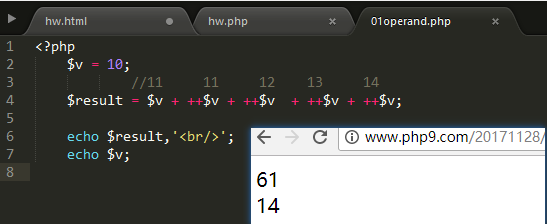 hw.html
hw.php
01operand.php
1 <?php
2 $v = 10;
3 //11 11 12 13 14
4 $result = $v + ++$v + ++$v + ++$v + ++$v;
5
6 echo $result,'<br/>';
7 echo $v;
8
www.php9.com/20171128/
61
14